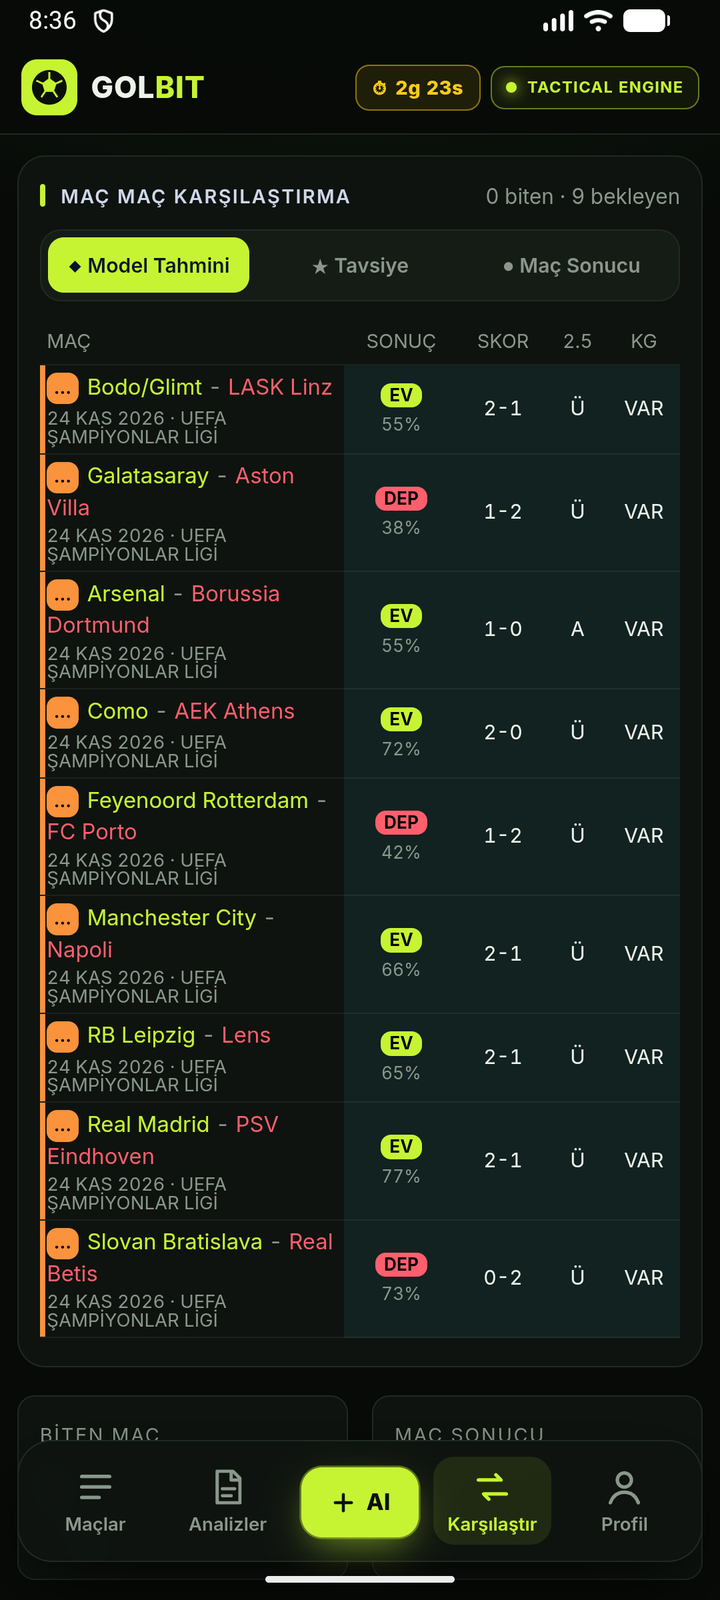 8:36
GOLBIT
2g 23s
TACTICAL ENGINE
MAÇ MAÇ KARŞILAŞTIRMA
0 biten · 9 bekleyen
◆ Model Tahmini
★ Tavsiye
● Maç Sonucu
MAÇ SONUÇ SKOR 2.5 KG
... Bodo/Glimt - LASK Linz
24 KAS 2026 · UEFA
ŞAMPİYONLAR LİGİ
EV
55%
2-1 Ü VAR
... Galatasaray - Aston
Villa
24 KAS 2026 · UEFA
ŞAMPİYONLAR LİGİ
DEP
38%
1-2 Ü VAR
... Arsenal - Borussia
Dortmund
24 KAS 2026 · UEFA
ŞAMPİYONLAR LİGİ
EV
55%
1-0 A VAR
... Como - AEK Athens
24 KAS 2026 · UEFA
ŞAMPİYONLAR LİGİ
EV
72%
2-0 Ü VAR
... Feyenoord Rotterdam -
FC Porto
24 KAS 2026 · UEFA
ŞAMPİYONLAR LİGİ
DEP
42%
1-2 Ü VAR
... Manchester City -
Napoli
24 KAS 2026 · UEFA
ŞAMPİYONLAR LİGİ
EV
66%
2-1 Ü VAR
... RB Leipzig - Lens
24 KAS 2026 · UEFA
ŞAMPİYONLAR LİGİ
EV
65%
2-1 Ü VAR
... Real Madrid - PSV
Eindhoven
24 KAS 2026 · UEFA
ŞAMPİYONLAR LİGİ
EV
77%
2-1 Ü VAR
... Slovan Bratislava - Real
Betis
24 KAS 2026 · UEFA
ŞAMPİYONLAR LİGİ
DEP
73%
0-2 Ü VAR
BİTEN MAÇ
MAÇ SONUCU
Maçlar
Analizler
+ AI
Karşılaştır
Profil